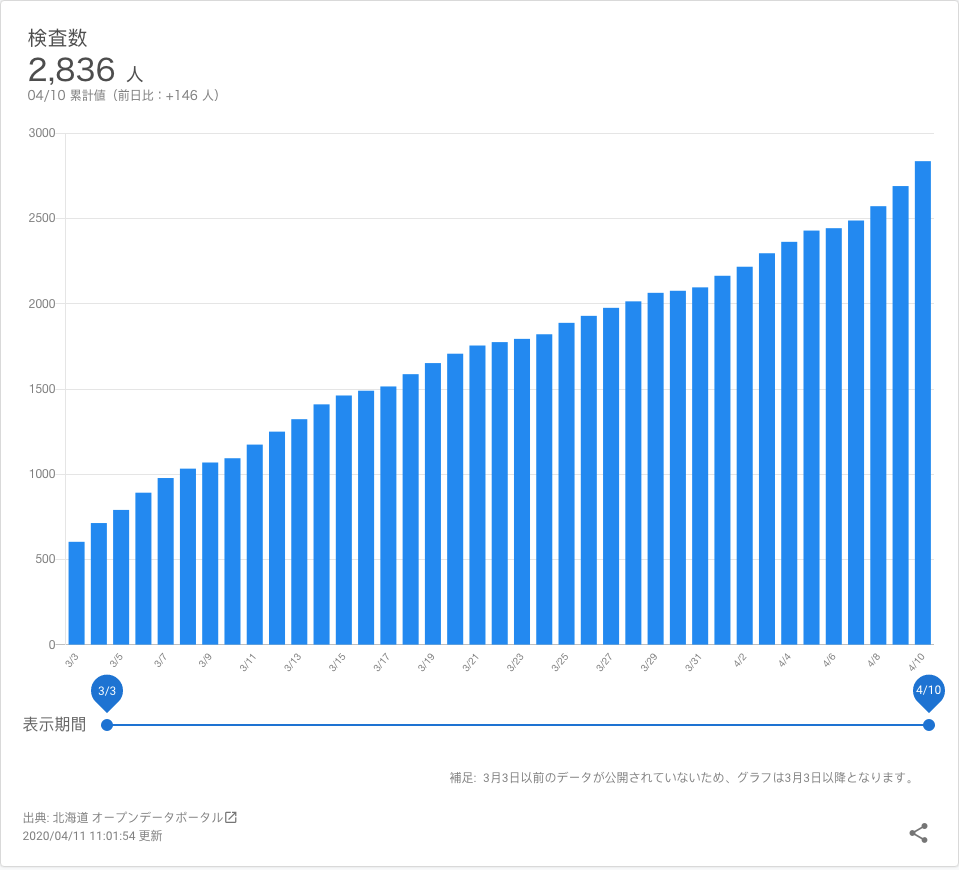 検査数
2,836 人
04/10 累計値（前日比：+146 人）
3000
2500
2000
1500
1000
500
0
3/3 3/5 3/7 3/9 3/11 3/13 3/15 3/17 3/19 3/21 3/23 3/25 3/27 3/29 3/31 4/2 4/4 4/6 4/8 4/10
3/3 4/10
表示期間
補足: 3月3日以前のデータが公開されていないため、グラフは3月3日以降となります。
出典: 北海道 オープンデータポータル
2020/04/11 11:01:54 更新